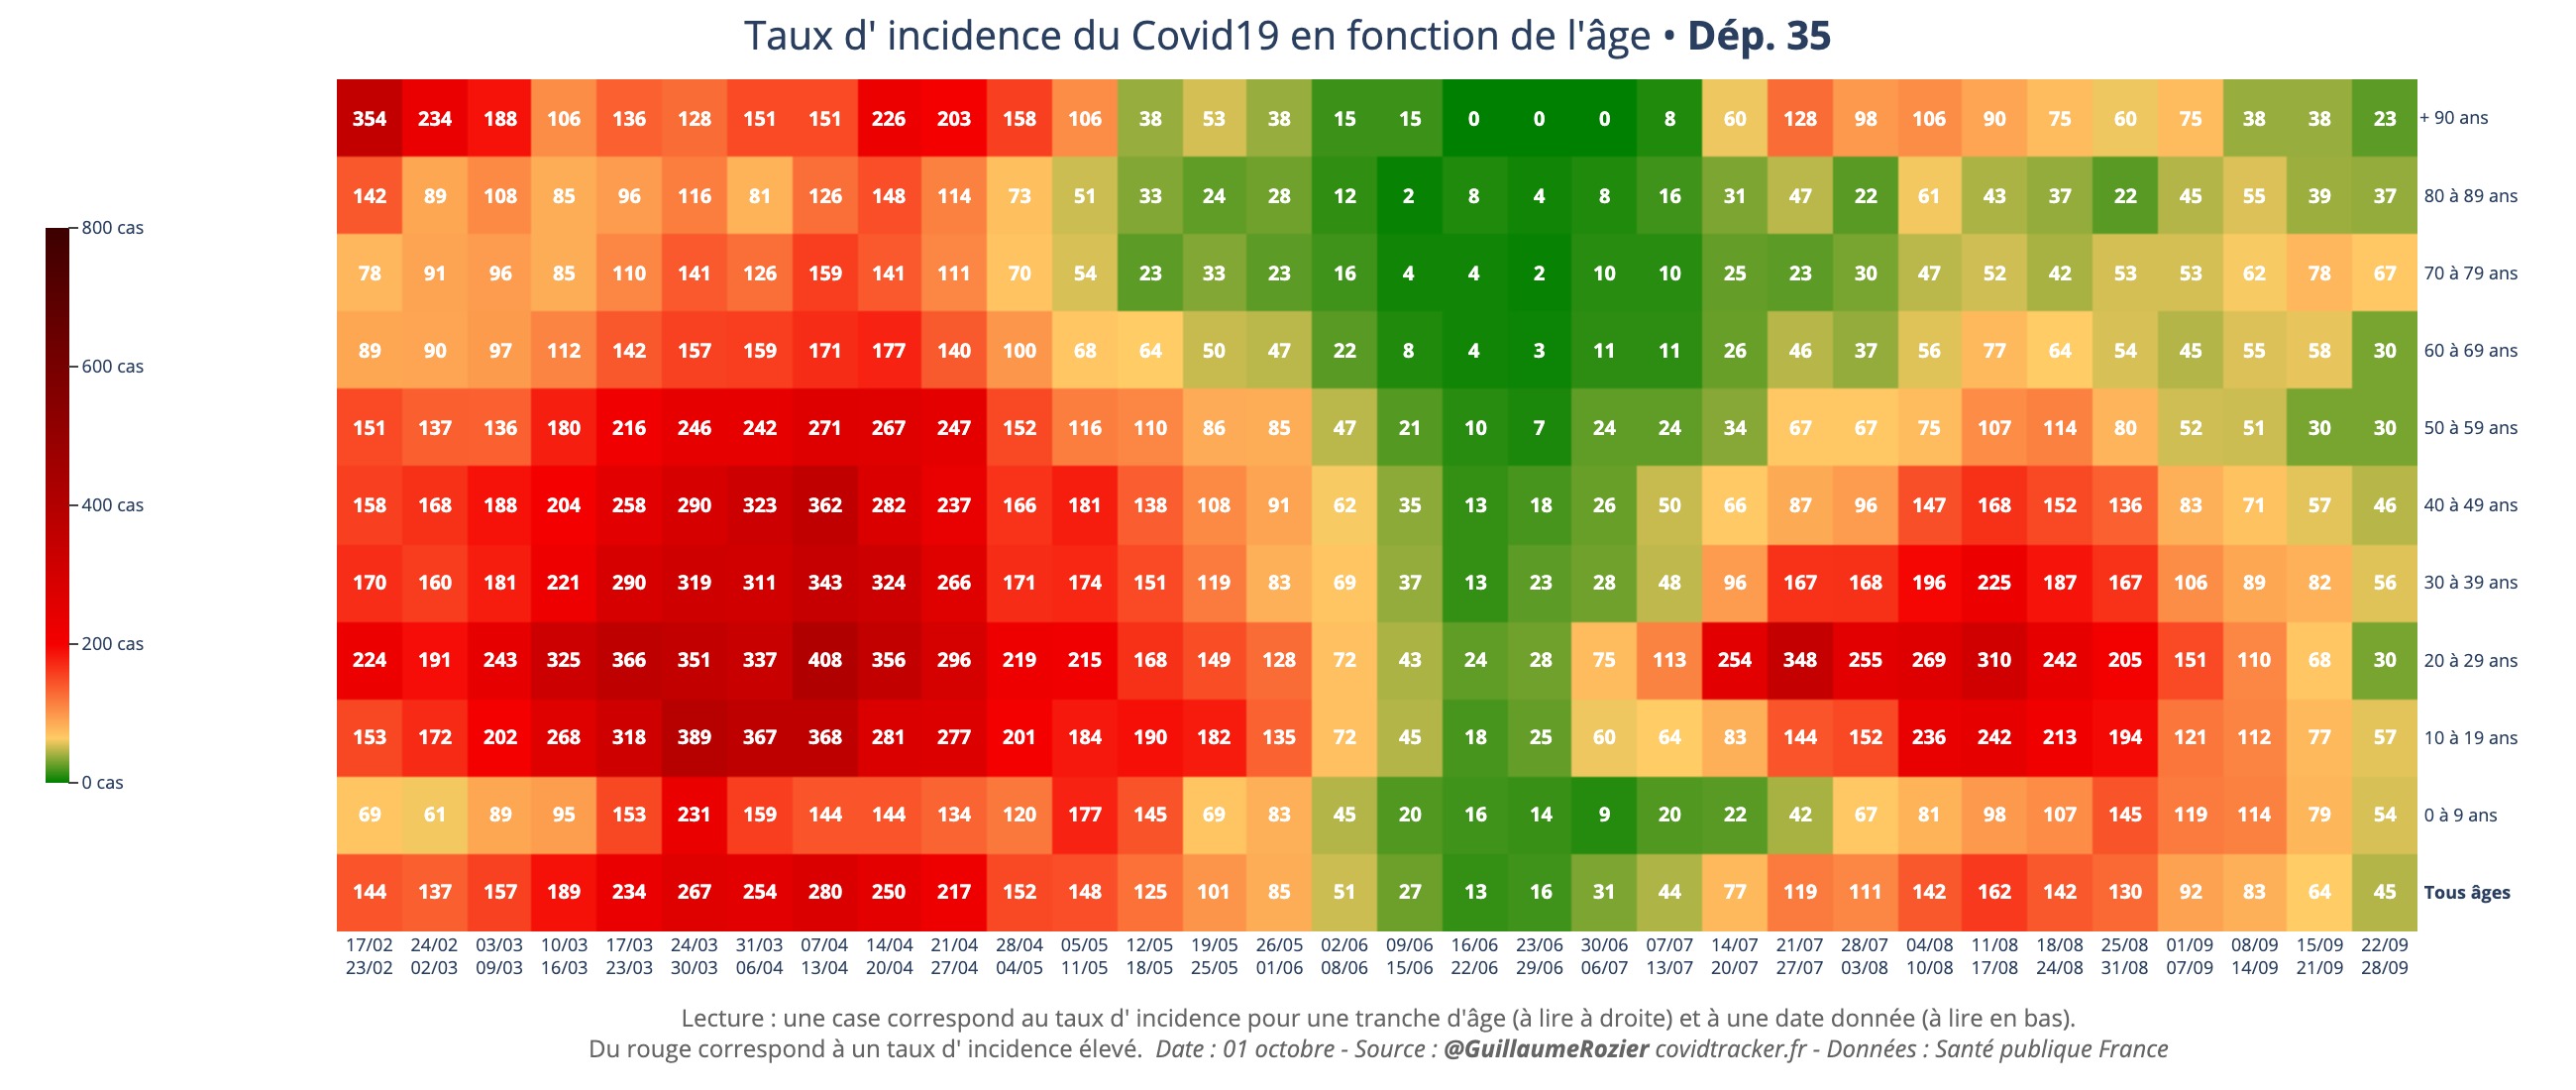 Taux d' incidence du Covid19 en fonction de l'âge • Dép. 35
800 cas
600 cas
400 cas
200 cas
0 cas
354 234 188 106 136 128 151 151 226 203 158 106 38 53 38 15 15 0 0 0 8 60 128 98 106 90 75 60 75 38 38 23 + 90 ans
142 89 108 85 96 116 81 126 148 114 73 51 33 24 28 12 2 8 4 8 16 31 47 22 61 43 37 22 45 55 39 37 80 à 89 ans
78 91 96 85 110 141 126 159 141 111 70 54 23 33 23 16 4 4 2 10 10 25 23 30 47 52 42 53 53 62 78 67 70 à 79 ans
89 90 97 112 142 157 159 171 177 140 100 68 64 50 47 22 8 4 3 11 11 26 46 37 56 77 64 54 45 55 58 30 60 à 69 ans
151 137 136 180 216 246 242 271 267 247 152 116 110 86 85 47 21 10 7 24 24 34 67 67 75 107 114 80 52 51 30 30 50 à 59 ans
158 168 188 204 258 290 323 362 282 237 166 181 138 108 91 62 35 13 18 26 50 66 87 96 147 168 152 136 83 71 57 46 40 à 49 ans
170 160 181 221 290 319 311 343 324 266 171 174 151 119 83 69 37 13 23 28 48 96 167 168 196 225 187 167 106 89 82 56 30 à 39 ans
224 191 243 325 366 351 337 408 356 296 219 215 168 149 128 72 43 24 28 75 113 254 348 255 269 310 242 205 151 110 68 30 20 à 29 ans
153 172 202 268 318 389 367 368 281 277 201 184 190 182 135 72 45 18 25 60 64 83 144 152 236 242 213 194 121 112 77 57 10 à 19 ans
69 61 89 95 153 231 159 144 144 134 120 177 145 69 83 45 20 16 14 9 20 22 42 67 81 98 107 145 119 114 79 54 0 à 9 ans
144 137 157 189 234 267 254 280 250 217 152 148 125 101 85 51 27 13 16 31 44 77 119 111 142 162 142 130 92 83 64 45 Tous âges
17/02 24/02 03/03 10/03 17/03 24/03 31/03 07/04 14/04 21/04 28/04 05/05 12/05 19/05 26/05 02/06 09/06 16/06 23/06 30/06 07/07 14/07 21/07 28/07 04/08 11/08 18/08 25/08 01/09 08/09 15/09 22/09
23/02 02/03 09/03 16/03 23/03 30/03 06/04 13/04 20/04 27/04 04/05 11/05 18/05 25/05 01/06 08/06 15/06 22/06 29/06 06/07 13/07 20/07 27/07 03/08 10/08 17/08 24/08 31/08 07/09 14/09 21/09 28/09
Lecture : une case correspond au taux d' incidence pour une tranche d'âge (à lire à droite) et à une date donnée (à lire en bas).
Du rouge correspond à un taux d' incidence élevé. Date : 01 octobre - Source : @GuillaumeRozier covidtracker.fr - Données : Santé publique France